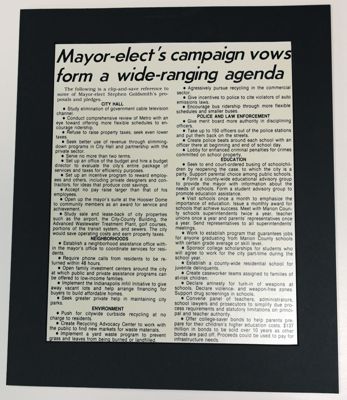 Mayor-elect's campaign vows
form a wide-ranging agenda
The following is a clip-and-save reference to
some of Mayor-elect Stephen Goldsmith's pro-
posals and pledges.
CITY HALL
● Study elimination of government cable television
channel.
● Conduct comprehensive review of Metro with an
eye toward offering more flexible schedules to en-
courage ridership.
● Refuse to raise property taxes, seek even lower
taxes.
● Seek better use of revenue through slimming-
down programs in City Hall and partnership with the
private sector.
● Serve no more than two terms.
● Set up an office of the budget and hire a budget
director to evaluate the city's entire package of
services and taxes for efficiency purposes.
● Set up an incentive program to reward employ-
ees and others, including private vendors and con-
tractors, for ideas that produce cost savings.
● Accept no pay raise larger than that of his
employees.
● Open up the mayor's suite at the Hoosier Dome
to community members as an award for service and
achievement.
● Study sale and lease-back of city properties
such as the airport, the City-County Building, the
Advanced Wastewater Treatment Plant, golf courses,
portions of the transit system, and sewers. The city
would save operating costs and earn property taxes.
NEIGHBORHOODS
● Establish a neighborhood assistance office with-
in the mayor's office to coordinate services for resi-
dents.
● Require phone calls from residents to be re-
turned within 48 hours.
● Open family investment centers around the city
at which public and private assistance programs can
be offered to low-income families.
● Implement the Indianapolis Infill Initiative to give
away vacant lots and help arrange financing for
buyers to build affordable homes.
● Seek greater private help in maintaining city
parks.
ENVIRONMENT
● Push for citywide curbside recycling at no
charge to residents.
● Create Recycling Advocacy Center to work with
the public to find new markets for waste materials.
● Implement a yard waste program to prevent
grass and leaves from being burned or landfilled.
● Agressively pursue recycling in the commercial
sector.
● Give incentives to police to cite violators of auto
emissions laws.
● Encourage bus ridership through more flexible
schedules and smaller buses.
POLICE AND LAW ENFORCEMENT
● Give merit board more authority in disciplining
officers.
● Take up to 150 officers out of the police stations
and put them back on the streets.
● Create police beats around each school with an
officer there at beginning and end of school day.
● Lobby for enhanced criminal penalties for crimes
committed on school property.
EDUCATION
● Seek to end court-ordered busing of schoolchil-
dren by reopening the case, to which the city is a
party. Support parental choice among public schools.
● Form a county-wide educational advisory group
to provide the mayor with information about the
needs of schools. Form a student advisory group to
promote education assistance.
● Visit schools once a month to emphasize the
importance of education. Issue a monthly award for
schools that achieve success. Meet with Marion Coun-
ty schools superintendents twice a year, teacher
unions once a year and parents' representatives once
a year. Send representatives to all superintendent
meetings.
● Work to establish program that guarantees jobs
for anyone graduating from Marion County schools
with certain grade average or skill level.
● Sponsor college scholarships for students who
will agree to work for the city part/time during the
school year.
● Establish a county-wide residential school for
juvenile delinquents.
● Create caseworker teams assigned to families of
at-risk children.
● Declare amnesty for turn-in of weapons at
schools. Declare violence- and weapon-free zones.
Support drug screenings in schools.
● Convene panel of teachers, administrators,
school lawyers and prosecutors to simplify due pro-
cess requirements and statutory limitations on princi-
pal and teacher authority.
● Offer college-saver bonds to help parents pre-
pare for their children's higher education costs. $137
million in bonds to be sold over 10 years as other
bonds are paid off. Proceeds could be used to pay for
infrastructure needs.